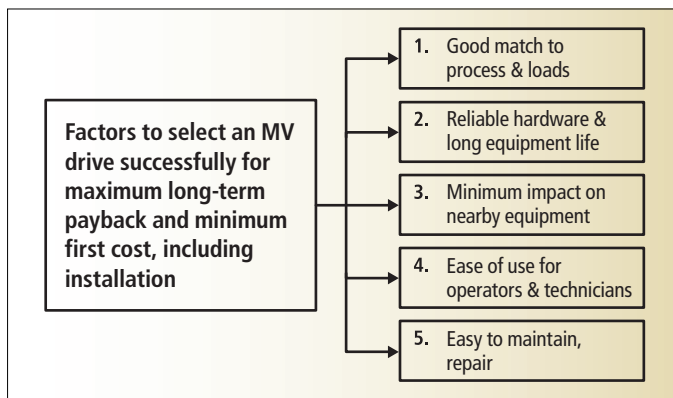 Factors to select an MV
drive successfully for
maximum long-term
payback and minimum
first cost, including
installation
1. Good match to
process & loads
2. Reliable hardware &
long equipment life
3. Minimum impact on
nearby equipment
4. Ease of use for
operators & technicians
5. Easy to maintain,
repair